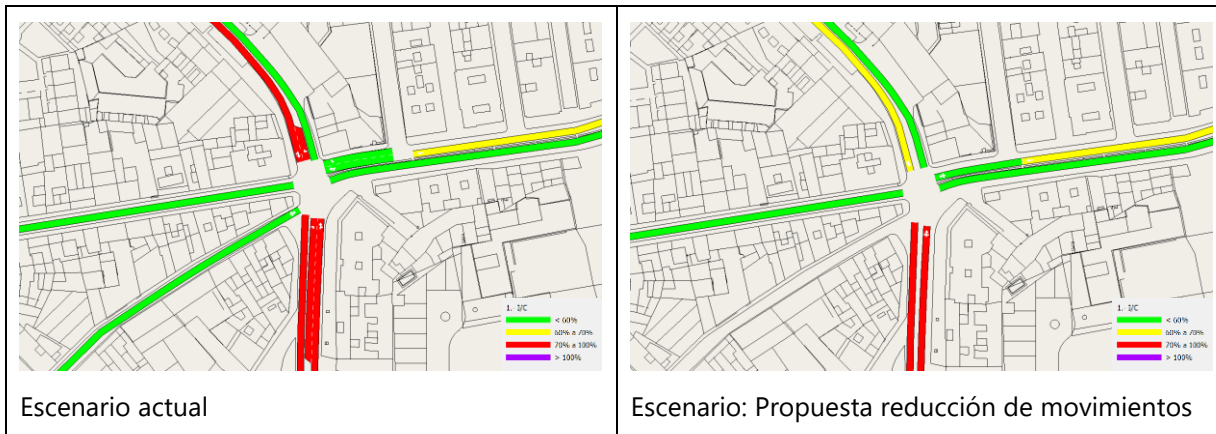 1.- I/C
< 60%
60% a 70%
70% a 100%
> 100%
Escenario actual
1.- I/C
< 60%
60% a 70%
70% a 100%
> 100%
Escenario: Propuesta reducción de movimientos